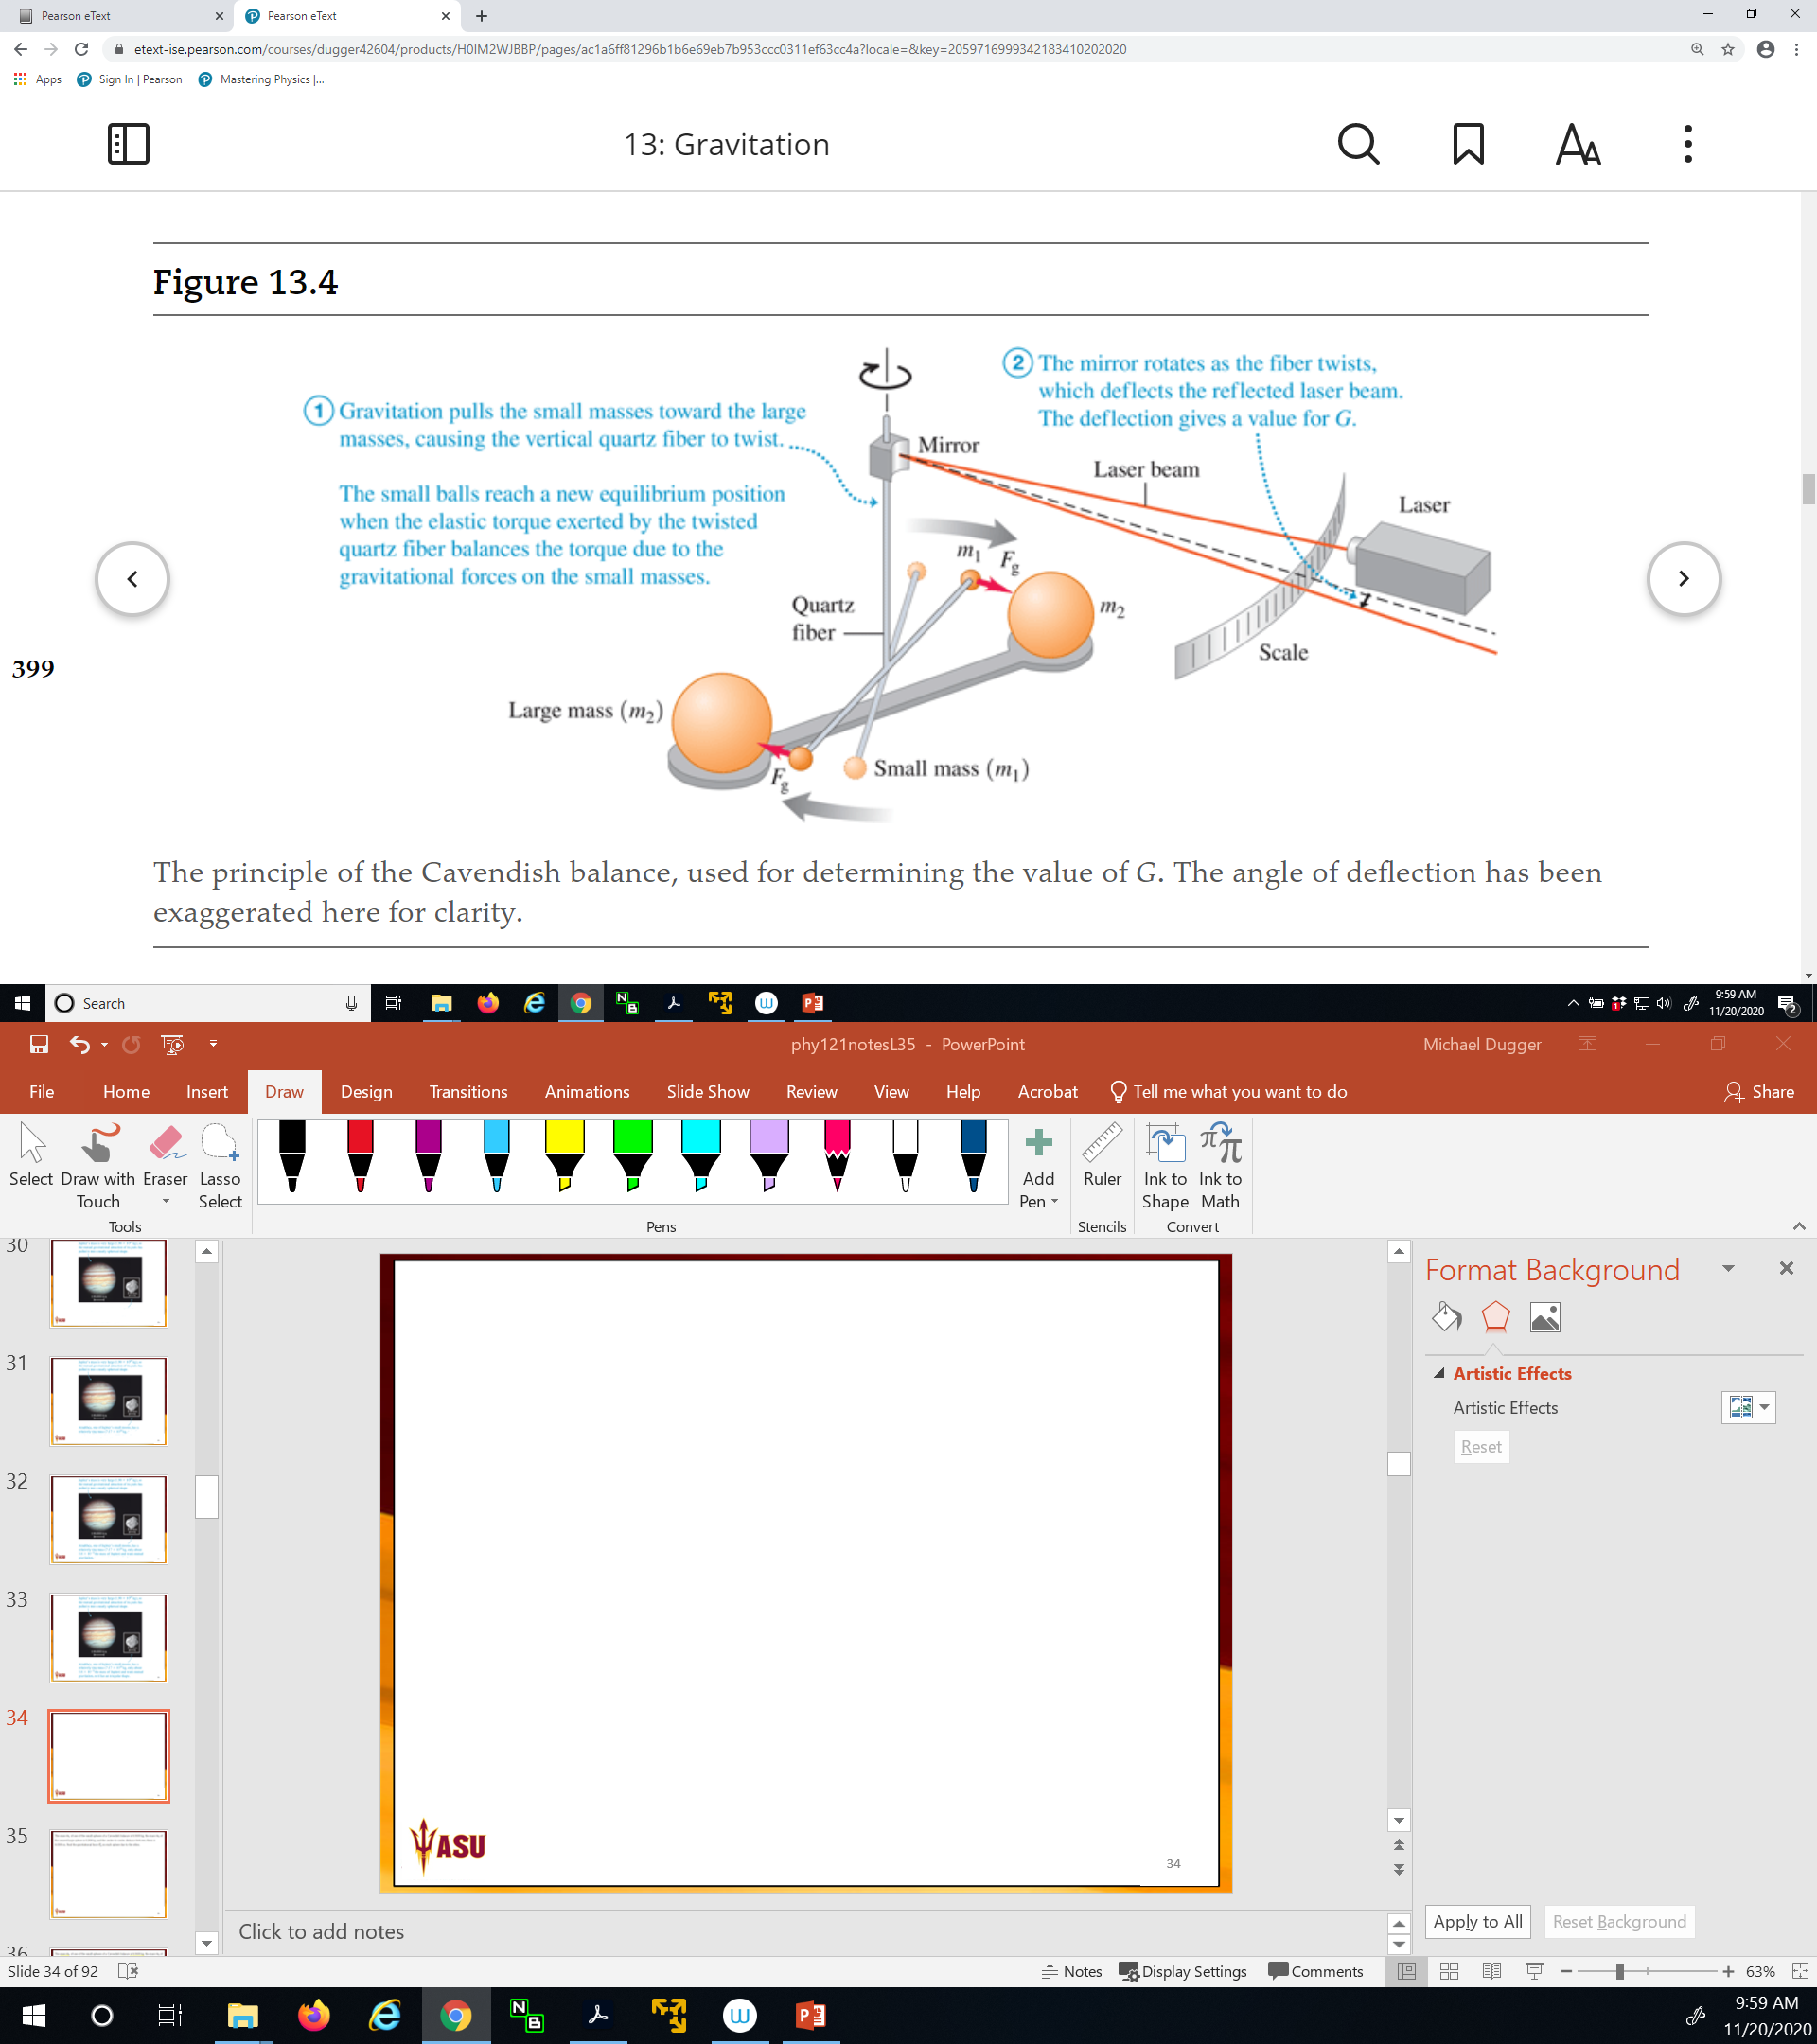 Pearson eText
Pearson eText
etext-ise.pearson.com/courses/dugger42604/products/H0IM2WJBBP/pages/ac1a6ff81296b1b6e69eb7b953ccc0311ef63cc4a?locale=&key=2059716999342183410202020
Apps Sign In | Pearson Mastering Physics |...
13: Gravitation
Figure 13.4
1 Gravitation pulls the small masses toward the large
masses, causing the vertical quartz fiber to twist.
The small balls reach a new equilibrium position
when the elastic torque exerted by the twisted
quartz fiber balances the torque due to the
gravitational forces on the small masses.
2 The mirror rotates as the fiber twists,
which deflects the reflected laser beam.
The deflection gives a value for G.
Mirror
Laser beam
Laser
m1 Fg
m2
Quartz
fiber
Scale
Large mass (m2)
Fg
Small mass (m1)
399
The principle of the Cavendish balance, used for determining the value of G. The angle of deflection has been
exaggerated here for clarity.
Search
9:59 AM
11/20/2020
2
phy121notesL35 - PowerPoint
Michael Dugger
File Home Insert Draw Design Transitions Animations Slide Show Review View Help Acrobat Tell me what you want to do Share
Select Draw with Touch Eraser Lasso Select
Tools
Pens
Add Pen
Ruler
Stencils
Ink to Shape Ink to Math
Convert
30
31
32
33
34
35
36
ASU
34
Format Background
Artistic Effects
Artistic Effects
Reset
Apply to All Reset Background
Click to add notes
Slide 34 of 92
Notes Display Settings Comments
63%
9:59 AM
11/20/2020